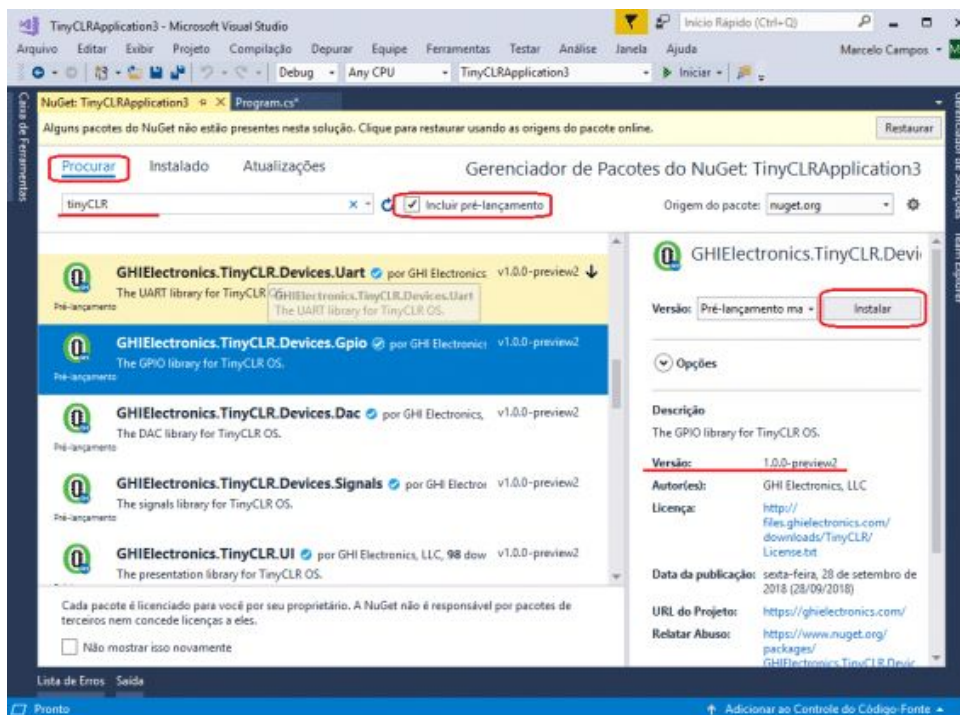 TinyCLRApplication3 - Microsoft Visual Studio
Início Rápido (Ctrl+Q)
Arquivo Editar Exibir Projeto Compilação Depurar Equipe Ferramentas Testar Análise Janela Ajuda
Marcelo Campos
Debug Any CPU TinyCLRApplication3 Iniciar
Caixa de Ferramentas
NuGet: TinyCLRApplication3 Program.cs*
Alguns pacotes do NuGet não estão presentes nesta solução. Clique para restaurar usando as origens do pacote online.
Restaurar
Procurar Instalado Atualizações
Gerenciador de Pacotes do NuGet: TinyCLRApplication3
tinyCLR
Incluir pré-lançamento
Origem do pacote: nuget.org
GHIElectronics.TinyCLR.Devices.Uart por GHI Electronics v1.0.0-preview2
The UART library for TinyCLR OS.
Pré-lançamento
GHIElectronics.TinyCLR.Devices.Uart
The UART library for TinyCLR OS.
GHIElectronics.TinyCLR.Devices.Gpio por GHI Electronics v1.0.0-preview2
The GPIO library for TinyCLR OS.
Pré-lançamento
GHIElectronics.TinyCLR.Devices.Dac por GHI Electronics, v1.0.0-preview2
The DAC library for TinyCLR OS.
Pré-lançamento
GHIElectronics.TinyCLR.Devices.Signals por GHI Electror v1.0.0-preview2
The signals library for TinyCLR OS.
Pré-lançamento
GHIElectronics.TinyCLR.UI por GHI Electronics, LLC, 98 dow v1.0.0-preview2
The presentation library for TinyCLR OS.
Cada pacote é licenciado para você por seu proprietário. A NuGet não é responsável por pacotes de
terceiros nem concede licenças a eles.
Não mostrar isso novamente
GHIElectronics.TinyCLR.Devi
Versão: Pré-lançamento ma
Instalar
Opções
Descrição
The GPIO library for TinyCLR OS.
Versão: 1.0.0-preview2
Autor(es): GHI Electronics, LLC
Licença: http://
files.ghielectronics.com/
downloads/TinyCLR/
License.txt
Data da publicação: sexta-feira, 28 de setembro de
2018 (28/09/2018)
URL do Projeto: https://ghielectronics.com/
Relatar Abuso: https://www.nuget.org/
packages/
GHIElectronics.TinyCLR.Devic
Gerenciador de Soluções
Team Explorer
Lista de Erros Saída
Pronto
Adicionar ao Controle do Código-Fonte